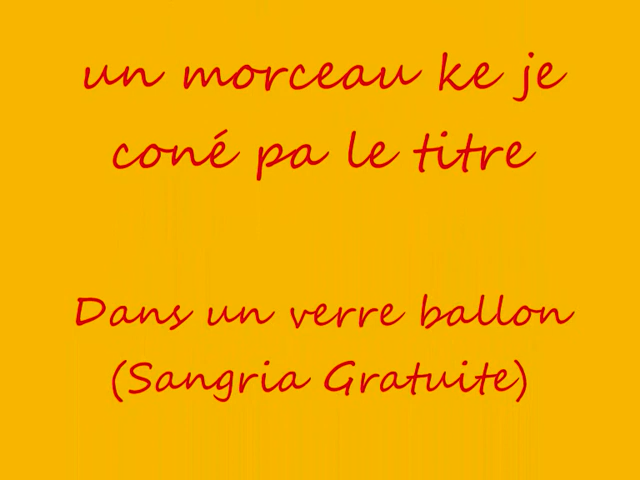 un morceau ke je
coné pa le titre
Dans un verre ballon
(Sangria Gratuite)